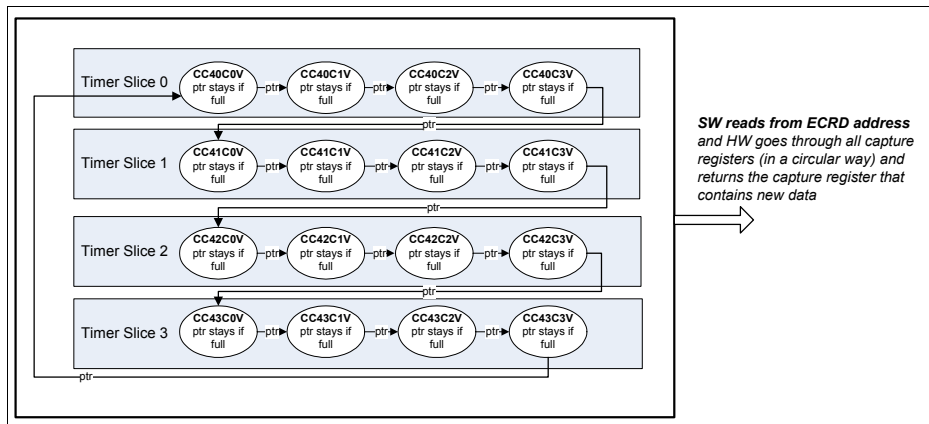 Timer Slice 0
CC40C0V
ptr stays if
full
ptr
CC40C1V
ptr stays if
full
ptr
CC40C2V
ptr stays if
full
ptr
CC40C3V
ptr stays if
full
ptr
Timer Slice 1
CC41C0V
ptr stays if
full
ptr
CC41C1V
ptr stays if
full
ptr
CC41C2V
ptr stays if
full
ptr
CC41C3V
ptr stays if
full
ptr
Timer Slice 2
CC42C0V
ptr stays if
full
ptr
CC42C1V
ptr stays if
full
ptr
CC42C2V
ptr stays if
full
ptr
CC42C3V
ptr stays if
full
ptr
Timer Slice 3
CC43C0V
ptr stays if
full
ptr
CC43C1V
ptr stays if
full
ptr
CC43C2V
ptr stays if
full
ptr
CC43C3V
ptr stays if
full
ptr
SW reads from ECRD address
and HW goes through all capture
registers (in a circular way) and
returns the capture register that
contains new data